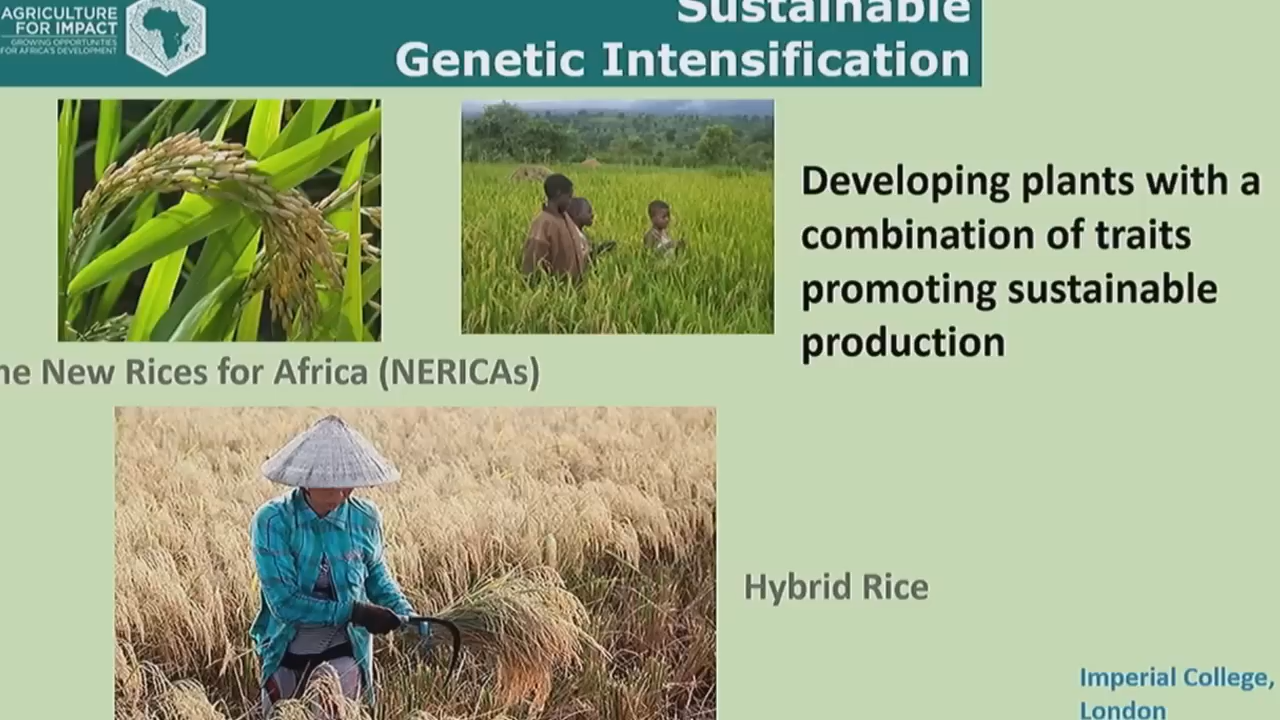 AGRICULTURE
FOR IMPACT
GROWING OPPORTUNITIES
FOR AFRICA'S DEVELOPMENT
Sustainable
Genetic Intensification
Developing plants with a
combination of traits
promoting sustainable
production
he New Rices for Africa (NERICAs)
Hybrid Rice
Imperial College,
London